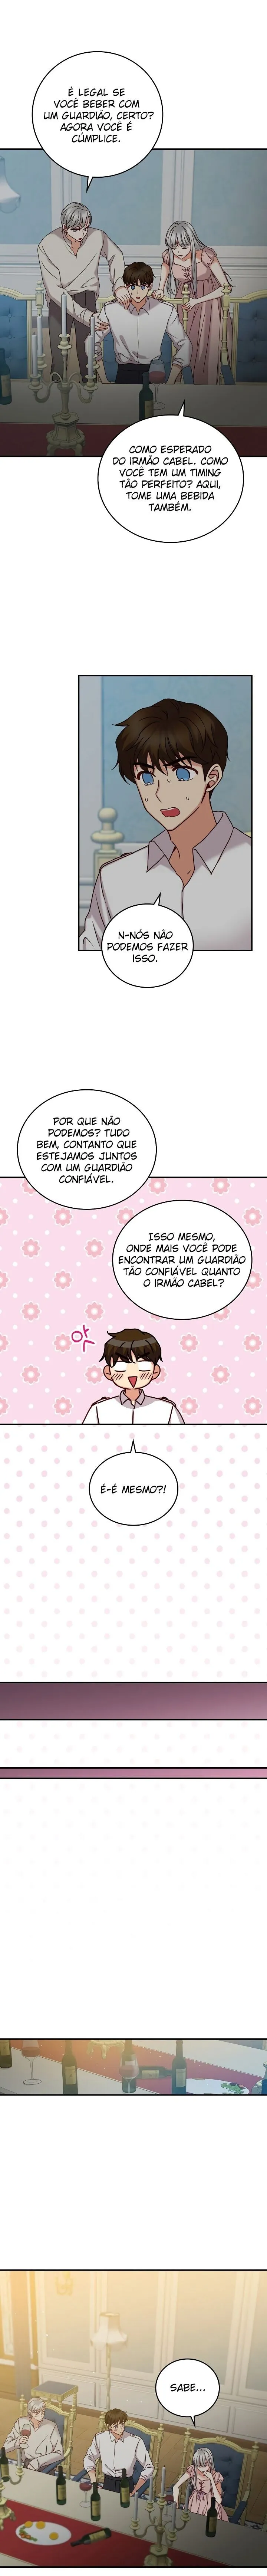 É LEGAL SE
VOCÊ BEBER COM
UM GUARDIÃO, CERTO?
AGORA VOCÊ É
CÚMPLICE.
COMO ESPERADO
DO IRMÃO CABEL. COMO
VOCÊ TEM UM TIMING
TÃO PERFEITO? AQUI,
TOME UMA BEBIDA
TAMBÉM.
N-NÓS NÃO
PODEMOS FAZER
ISSO.
POR QUE NÃO
PODEMOS? TUDO
BEM, CONTANTO QUE
ESTEJAMOS JUNTOS
COM UM GUARDIÃO
CONFIÁVEL.
ISSO MESMO,
ONDE MAIS VOCÊ PODE
ENCONTRAR UM GUARDIÃO
TÃO CONFIÁVEL QUANTO
O IRMÃO CABEL?
앗
É-É MESMO?!
SABE...